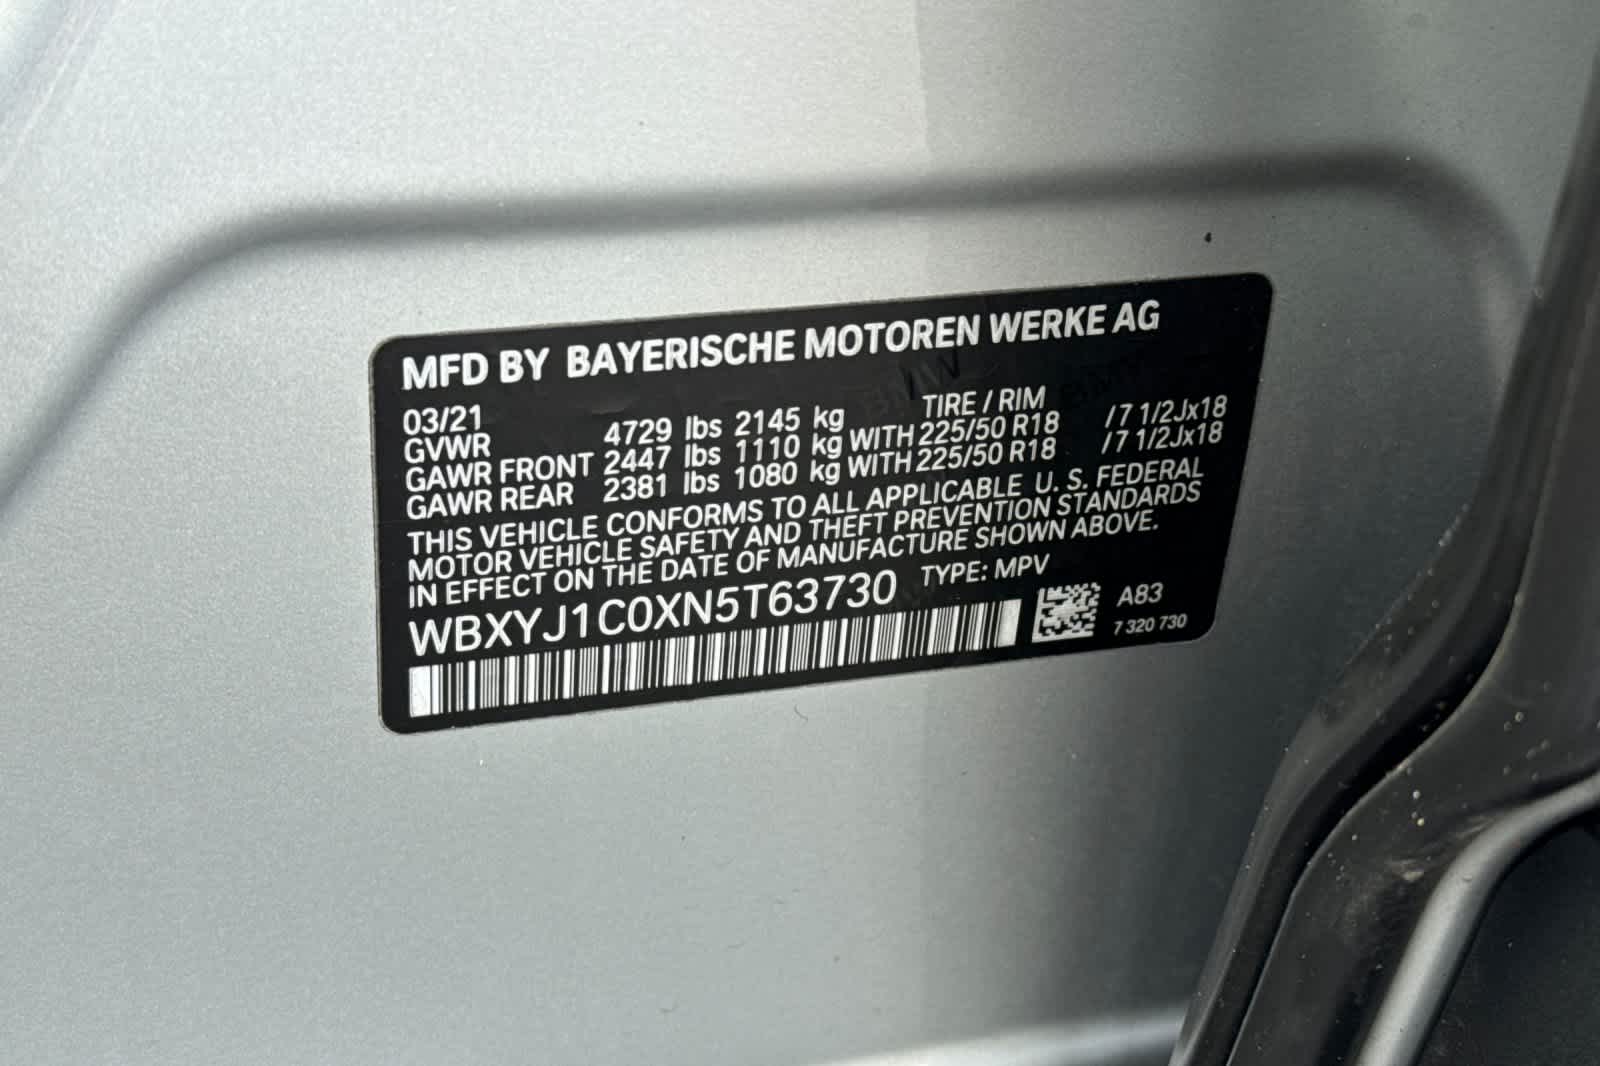 MFD BY BAYERISCHE MOTOREN WERKE AG
03/21 TIRE / RIM
GVWR 4729 lbs 2145 kg
GAWR FRONT 2447 lbs 1110 kg WITH 225/50 R18 /7 1/2Jx18
GAWR REAR 2381 lbs 1080 kg WITH 225/50 R18 /7 1/2Jx18
THIS VEHICLE CONFORMS TO ALL APPLICABLE U. S. FEDERAL
MOTOR VEHICLE SAFETY AND THEFT PREVENTION STANDARDS
IN EFFECT ON THE DATE OF MANUFACTURE SHOWN ABOVE.
WBXYJ1C0XN5T63730 TYPE: MPV
A83
7 320 730